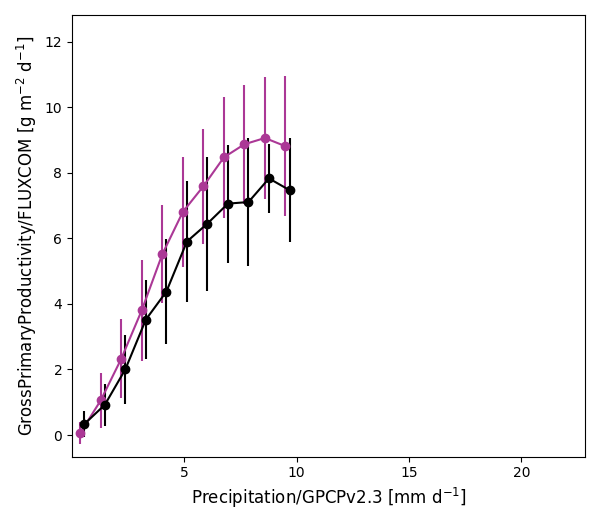 12
10
8
6
4
2
0
GrossPrimaryProductivity/FLUXCOM [g m⁻² d⁻¹]
5 10 15 20
Precipitation/GPCPv2.3 [mm d⁻¹]